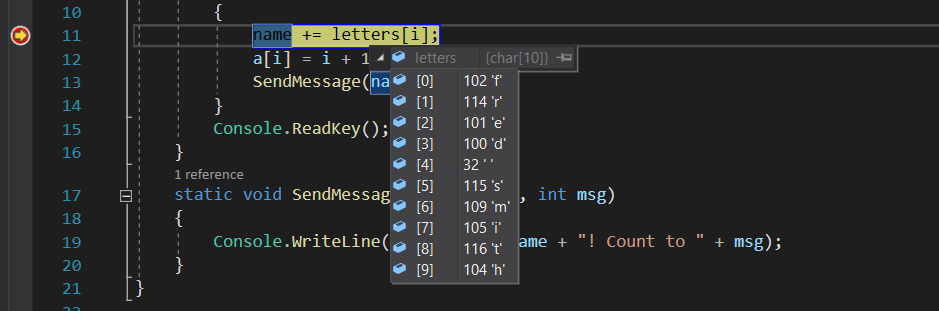 10 {
11 name += letters[i];
12 a[i] = i + 1
letters {char[10]}
13 SendMessage(na
[0] 102 'f'
[1] 114 'r'
[2] 101 'e'
[3] 100 'd'
[4] 32 ' '
[5] 115 's'
[6] 109 'm'
[7] 105 'i'
[8] 116 't'
[9] 104 'h'
14 }
15 Console.ReadKey();
16 }
1 reference
17 static void SendMessage , int msg)
18 {
19 Console.WriteLine( ame + "! Count to " + msg);
20 }
21 }